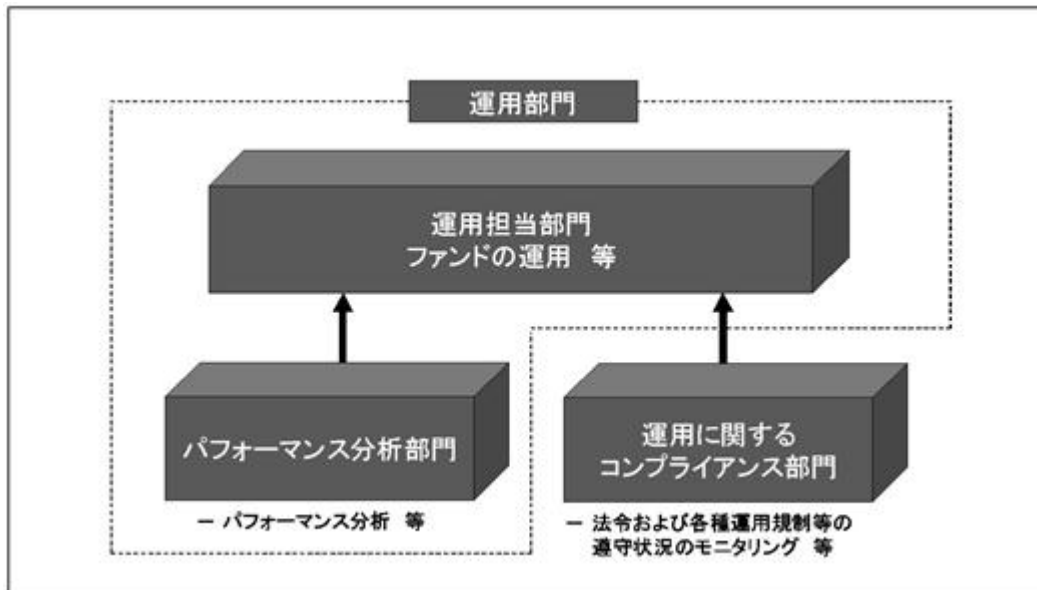 運用部門
運用担当部門
ファンドの運用 等
パフォーマンス分析部門
- パフォーマンス分析 等
運用に関する
コンプライアンス部門
- 法令および各種運用規制等の
遵守状況のモニタリング 等